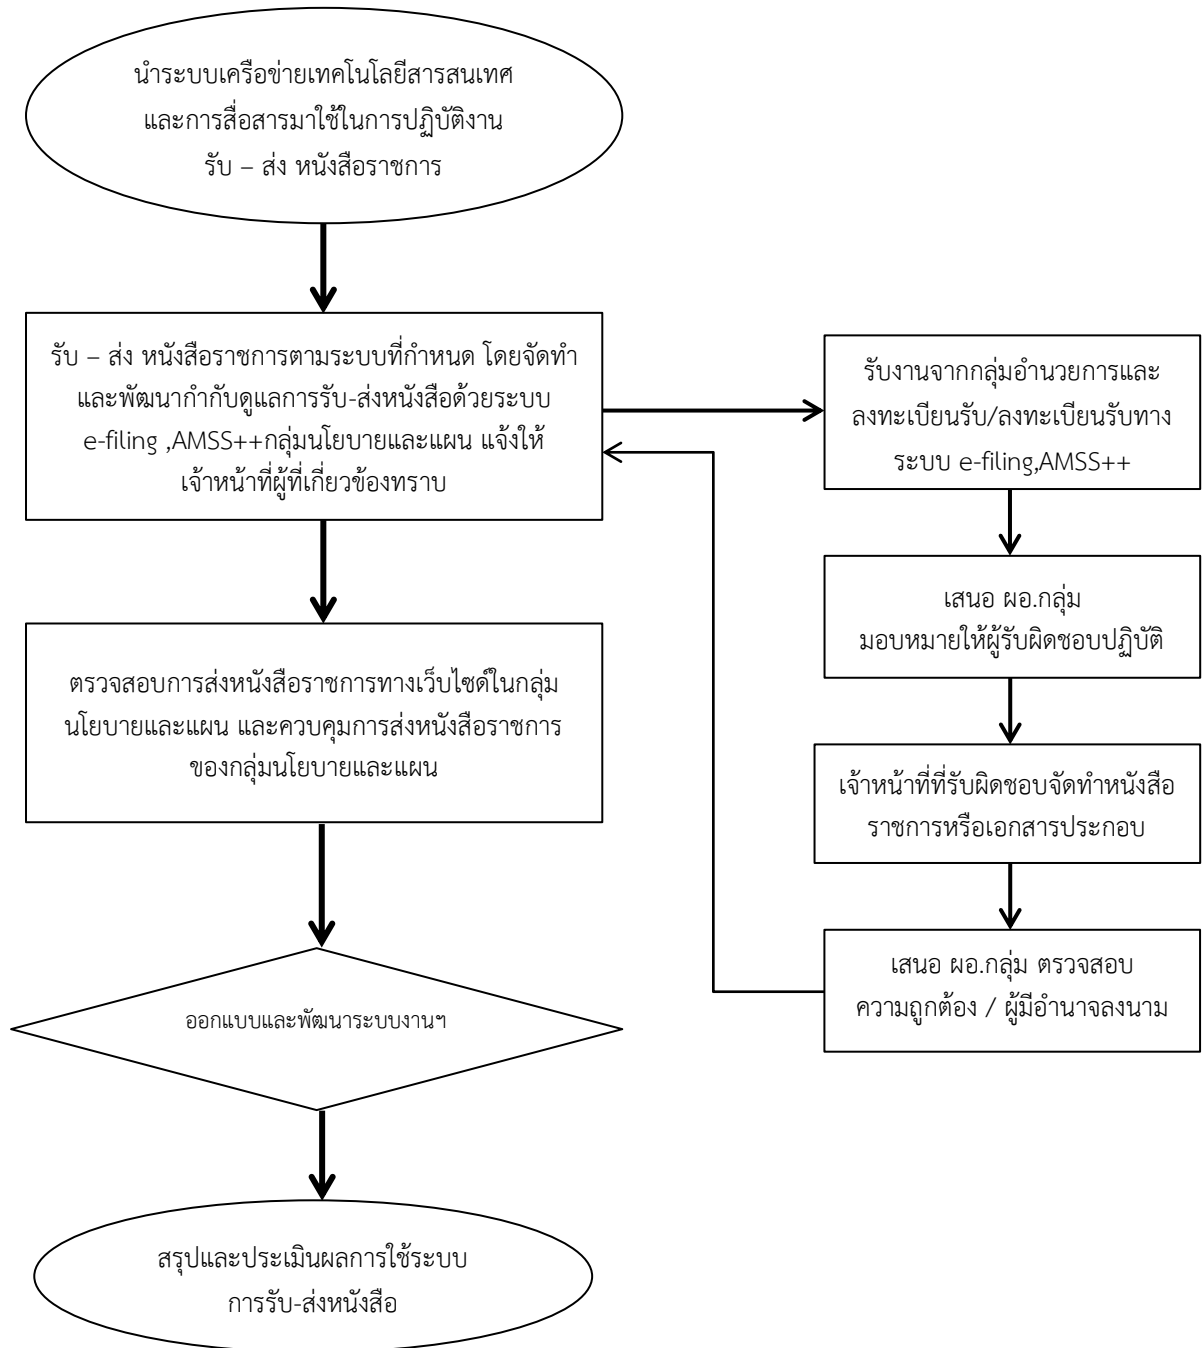 นำระบบเครือข่ายเทคโนโลยีสารสนเทศ
และการสื่อสารมาใช้ในการปฏิบัติงาน
รับ – ส่ง หนังสือราชการ
รับ – ส่ง หนังสือราชการตามระบบที่กำหนด โดยจัดทำ
และพัฒนากำกับดูแลการรับ-ส่งหนังสือด้วยระบบ
e-filing ,AMSS++กลุ่มนโยบายและแผน แจ้งให้
เจ้าหน้าที่ผู้ที่เกี่ยวข้องทราบ
รับงานจากกลุ่มอำนวยการและ
ลงทะเบียนรับ/ลงทะเบียนรับทาง
ระบบ e-filing,AMSS++
เสนอ ผอ.กลุ่ม
มอบหมายให้ผู้รับผิดชอบปฏิบัติ
เจ้าหน้าที่ที่รับผิดชอบจัดทำหนังสือ
ราชการหรือเอกสารประกอบ
เสนอ ผอ.กลุ่ม ตรวจสอบ
ความถูกต้อง / ผู้มีอำนาจลงนาม
ตรวจสอบการส่งหนังสือราชการทางเว็บไซด์ในกลุ่ม
นโยบายและแผน และควบคุมการส่งหนังสือราชการ
ของกลุ่มนโยบายและแผน
ออกแบบและพัฒนาระบบงานฯ
สรุปและประเมินผลการใช้ระบบ
การรับ-ส่งหนังสือ